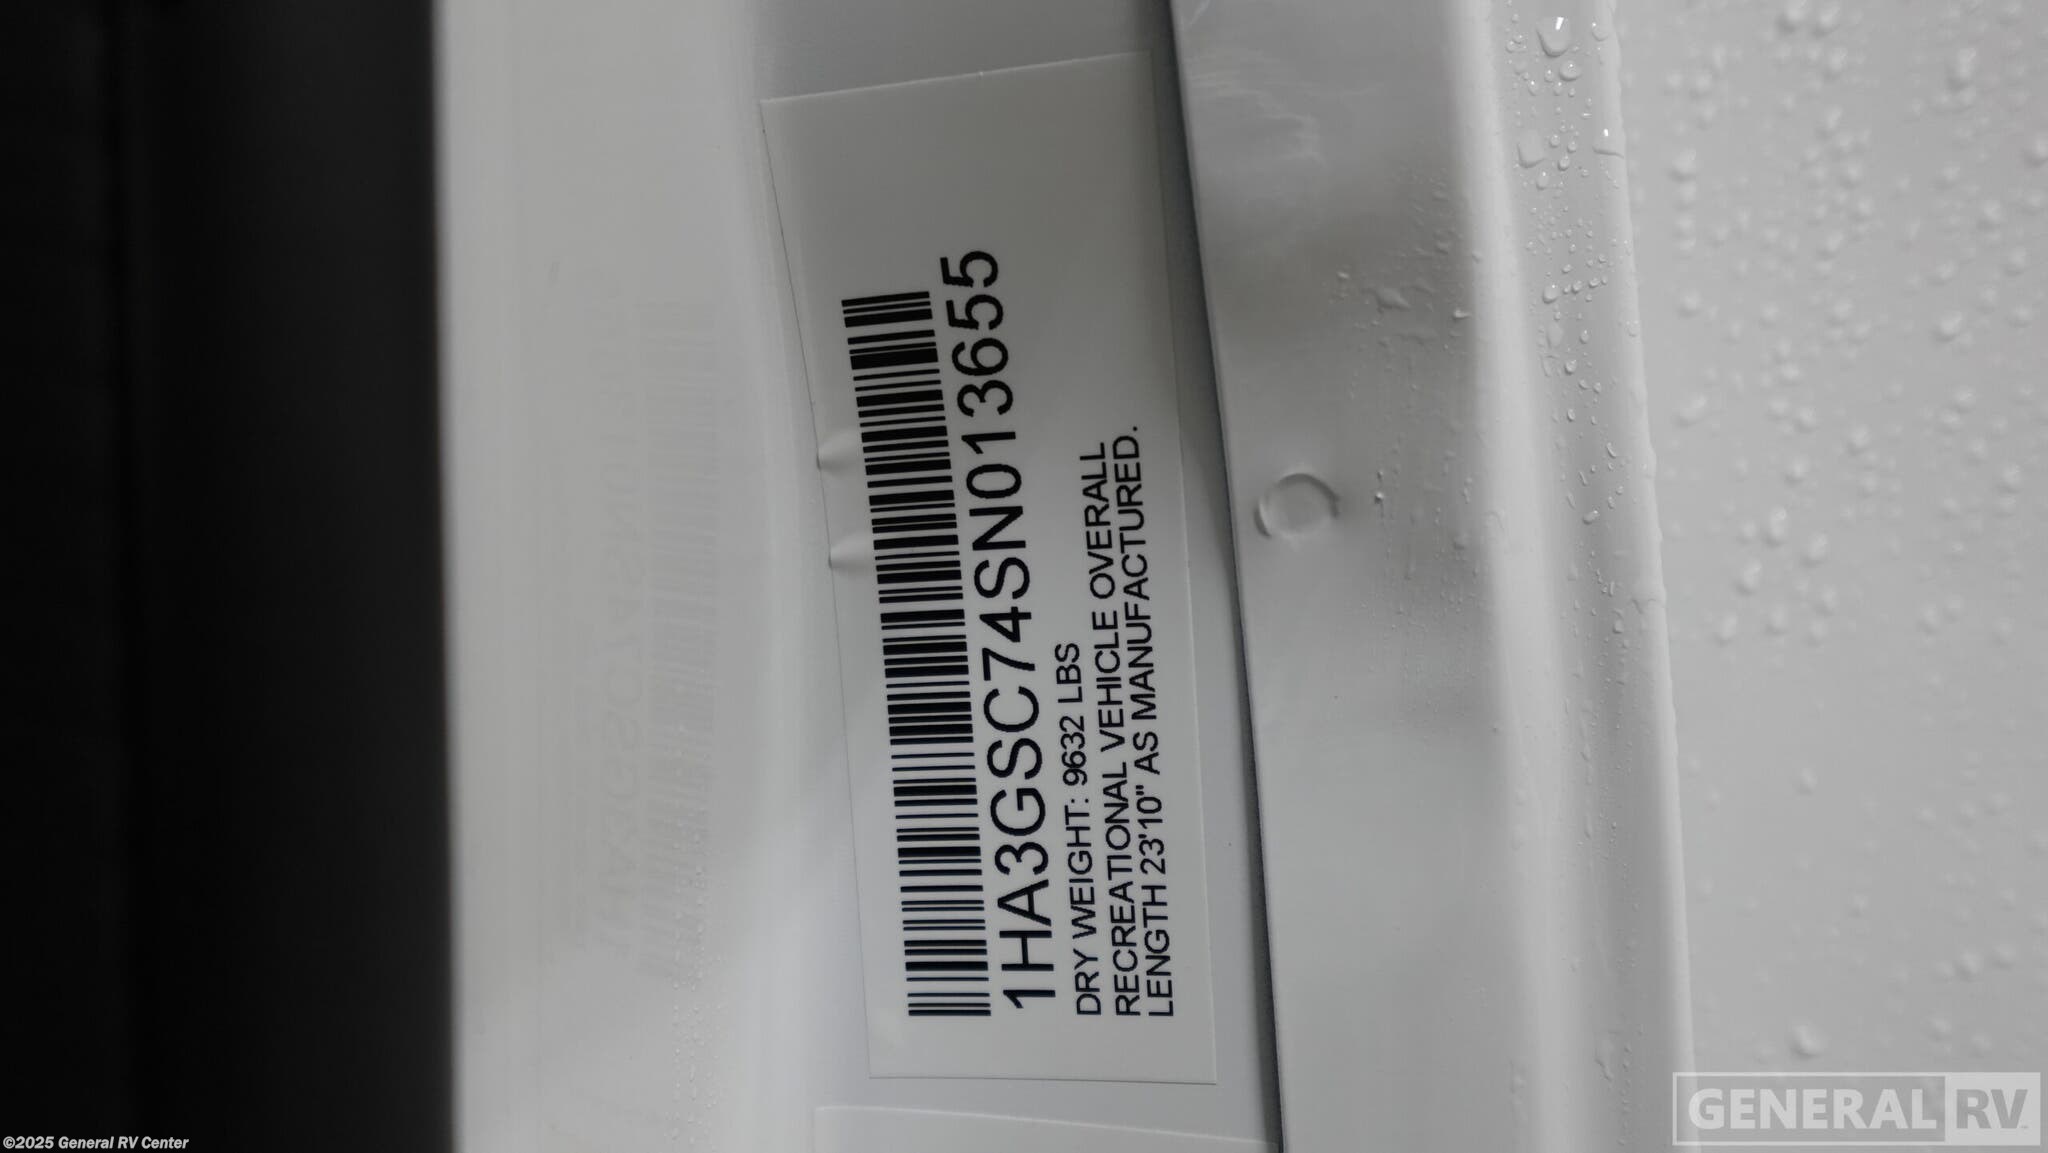 1HA3GSC74SN013655
DRY WEIGHT: 9632 LBS
RECREATIONAL VEHICLE OVERALL
LENGTH 23'10" AS MANUFACTURED.
©2025 General RV Center
GENERAL RV